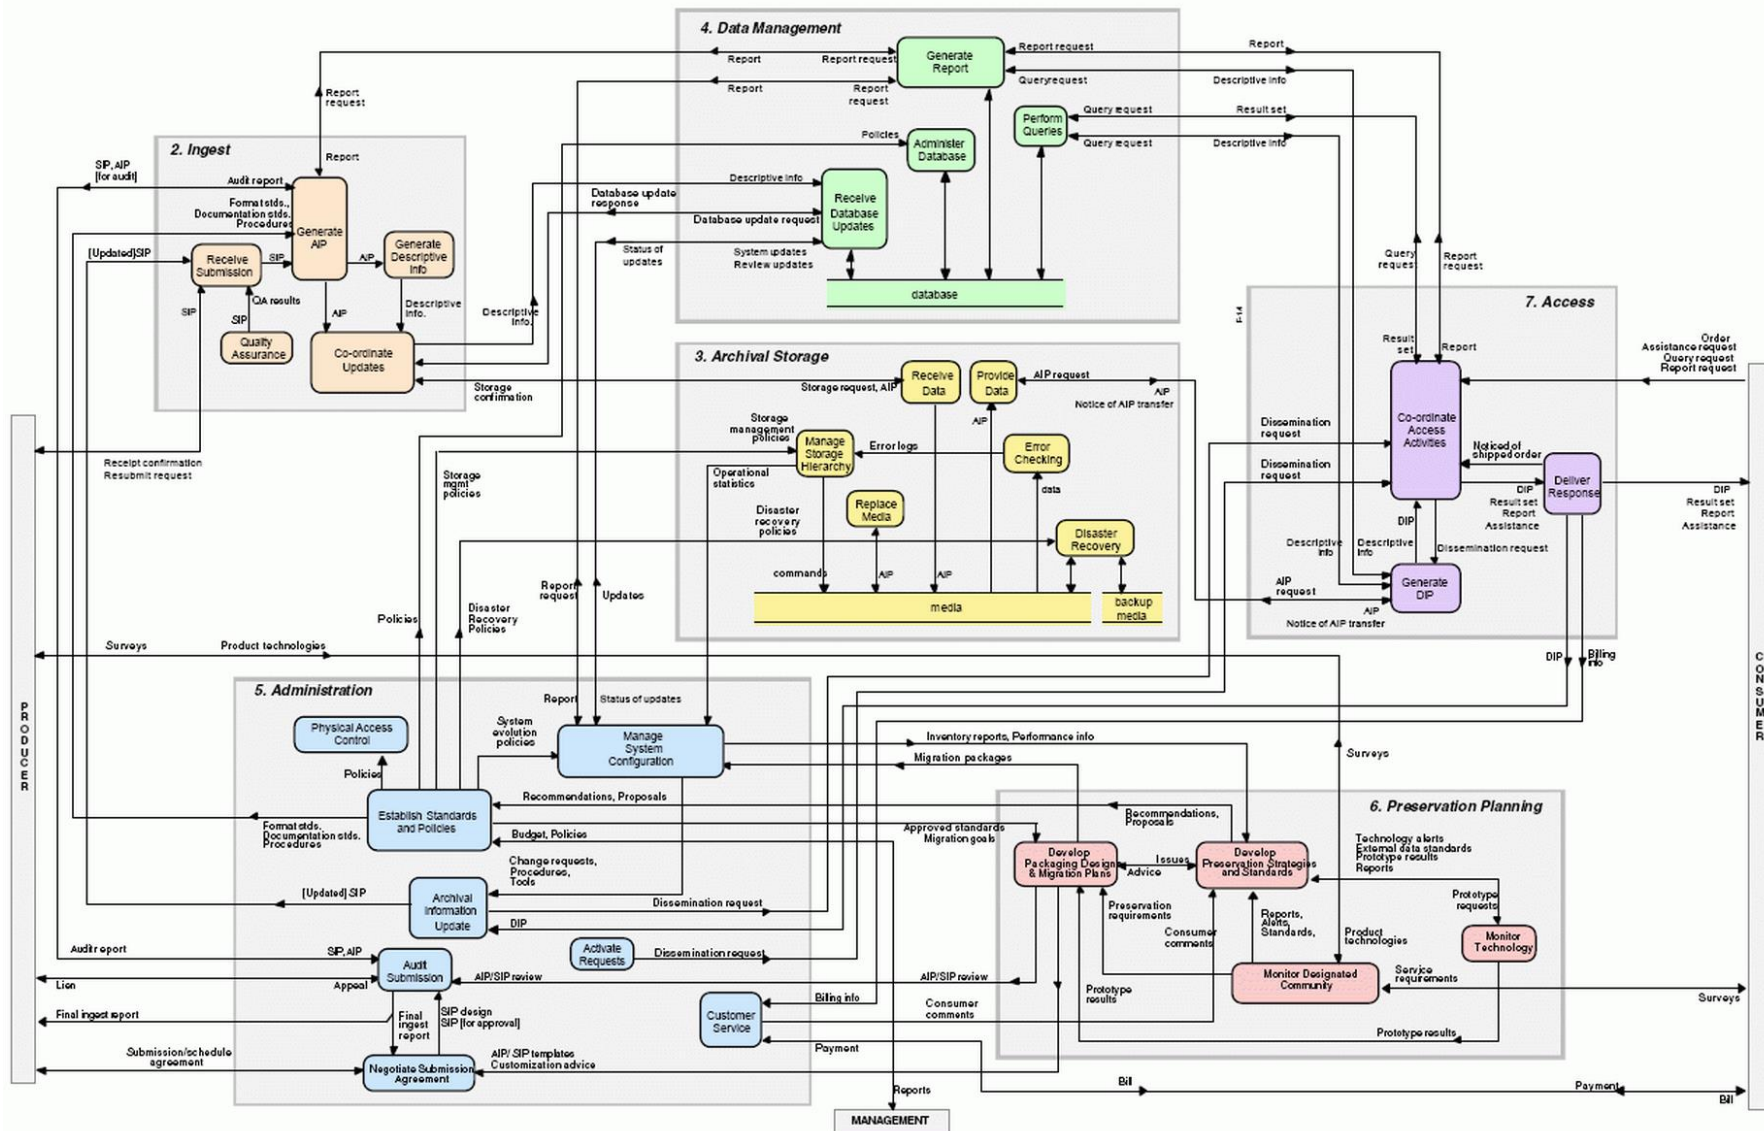 4. Data Management
Generate
Report
Report request
Report
Report
Report request
Queryrequest
Descriptive info
Report
Report
request
Report
request
Perform
Queries
Query request
Result set
Query request
Descriptive info
Policies
Administer
Database
2. Ingest
Report
SIP, AIP
[for audit]
Audit report
Format stds.,
Documentation stds.
Procedures
Generate
AIP
Descriptive info
Database update
response
Database update request
Receive
Database
Updates
Status of
updates
System updates
Review updates
database
[Updated]SIP
Receive
Submission
SIP
AIP
Generate
Descriptive
Info
QA results
SIP
SIP
AIP
Descriptive
Info.
Descriptive
Info.
Quality
Assurance
Co-ordinate
Updates
Query
request
Report
request
7. Access
F-14
Result
set
Report
Order
Assistance request
Query request
Report request
3. Archival Storage
Storage
confirmation
Storage request, AIP
Receive
Data
Provide
Data
AIP request
AIP
Notice of AIP transfer
AIP
Storage
management
policies
Manage
Storage
Hierarchy
Error logs
Error
Checking
Operational
statistics
data
Storage
mgmt
policies
Replace
Media
Disaster
recovery
policies
Disaster
Recovery
commands
AIP
AIP
media
backup
media
Dissemination
request
Dissemination
request
Co-ordinate
Access
Activities
Noticed of
shipped order
Deliver
Response
DIP
Result set
Report
Assistance
DIP
Result set
Report
Assistance
DIP
Descriptive
Info
Descriptive
Info
Dissemination request
Generate
DIP
AIP
request
AIP
Notice of AIP transfer
DIP
Billing
info
Receipt confirmation
Resubmit request
Report
request
Updates
Policies
Disaster
Recovery
Policies
Surveys
Product technologies
PRODUCER
CONSUMER
5. Administration
Report
Status of updates
Physical Access
Control
System
evolution
policies
Manage
System
Configuration
Inventory reports, Performance info
Migration packages
Surveys
Policies
Establish Standards
and Policies
Recommendations, Proposals
Format stds.
Documentation stds.
Procedures
Budget, Policies
Approved standards
Migration goals
Recommendations,
Proposals
6. Preservation Planning
Technology alerts
External data standards
Prototype results
Reports
Develop
Packaging Design
& Migration Plans
Issues
Advice
Develop
Preservation Strategies
and Standards
Change requests,
Procedures,
Tools
[Updated] SIP
Archival
Information
Update
Dissemination request
DIP
Prototype
requests
Preservation
requirements
Consumer
comments
Reports,
Alerts,
Standards,
Product
technologies
Monitor
Technology
Activate
Requests
Dissemination request
Audit report
SIP, AIP
Audit
Submission
Lien
Appeal
AIP/SIP review
AIP/SIP review
Monitor Designated
Community
Service
requirements
Surveys
Prototype
results
Customer
Service
Billing info
Consumer
comments
Payment
Prototype results
Final ingest report
Final
ingest
report
SIP design
SIP [for approval]
Submission/schedule
agreement
Negotiate Submission
Agreement
AIP/ SIP templates
Customization advice
Reports
MANAGEMENT
Bill
Payment
Bill